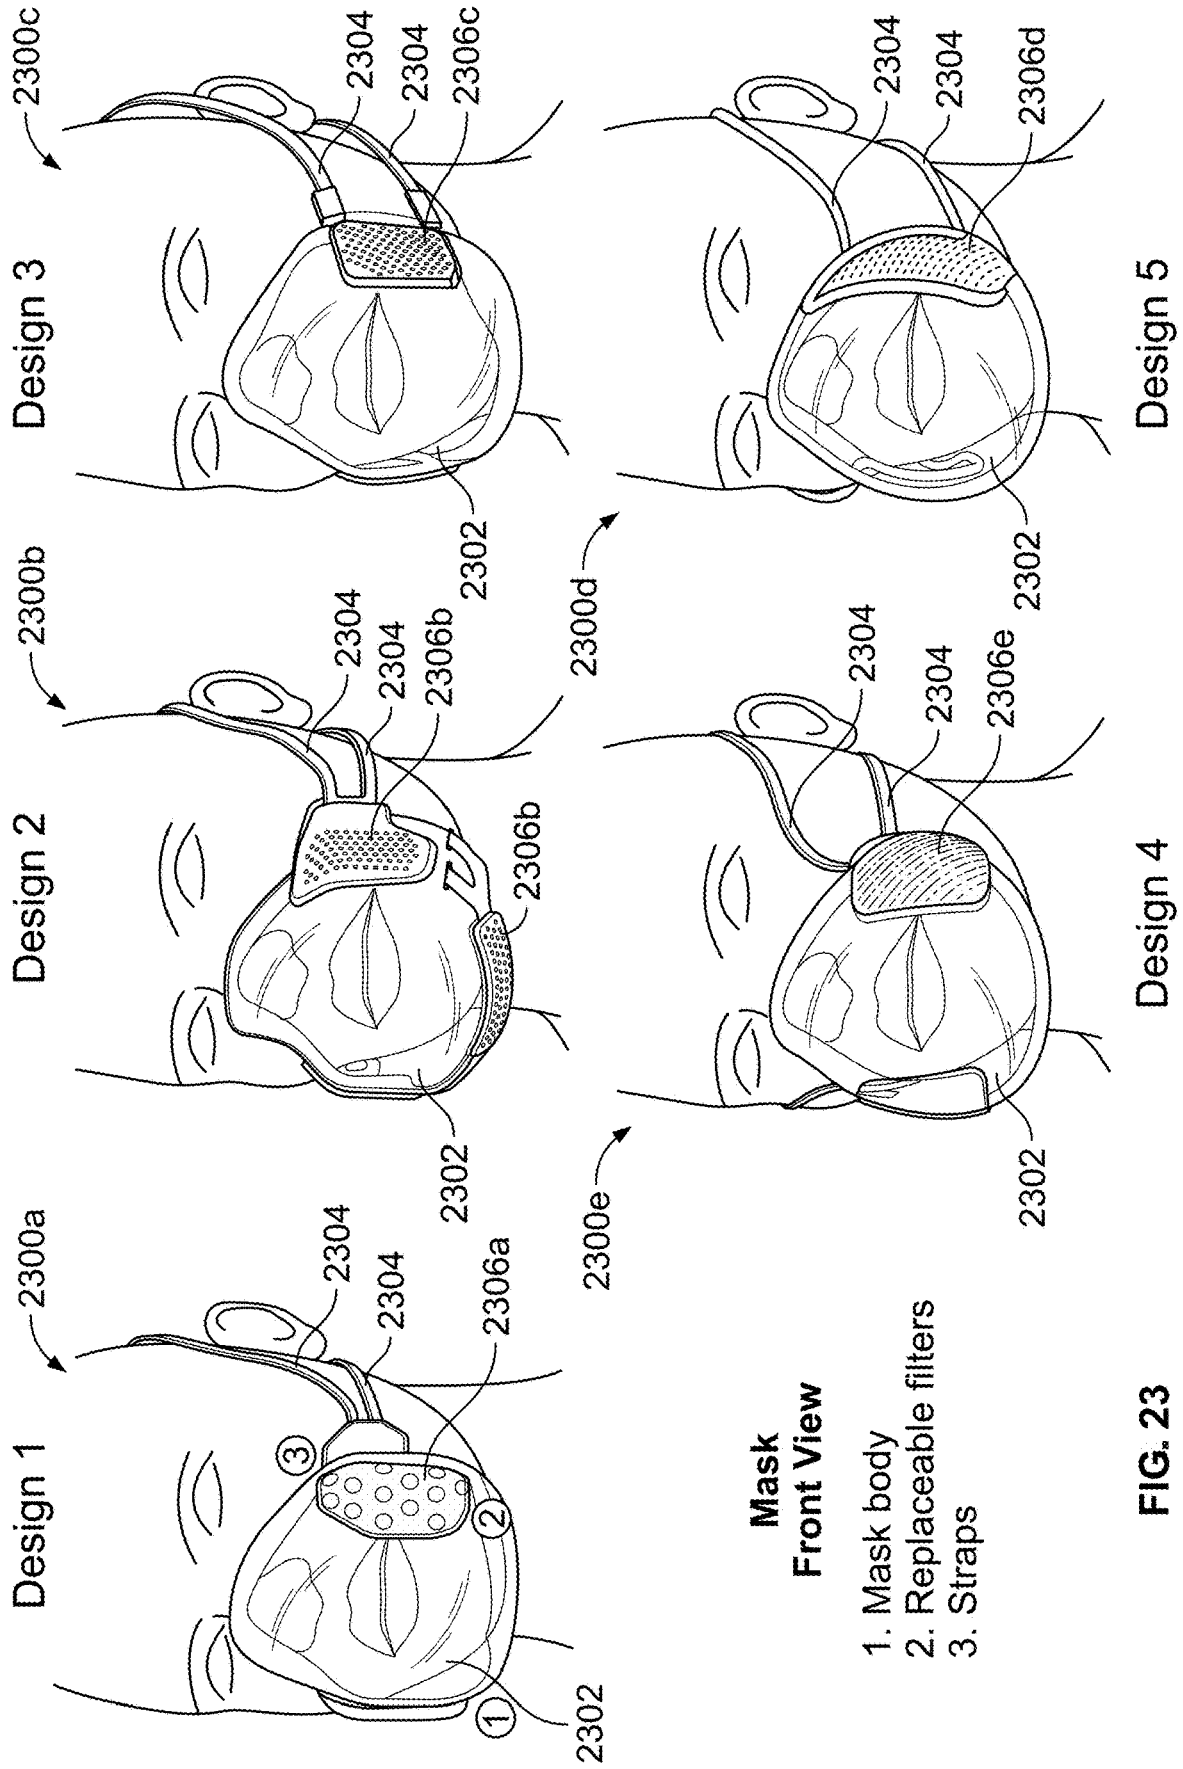 Design 1
2300a
2304
2304
2306a
3
2
1
2302
Design 2
2300b
2304
2304
2306b
2306b
2302
Design 3
2300c
2304
2304
2306c
2302
Mask
Front View
1. Mask body
2. Replaceable filters
3. Straps
2300e
2304
2304
2306e
2302
Design 4
2300d
2304
2304
2306d
2302
Design 5
FIG. 23